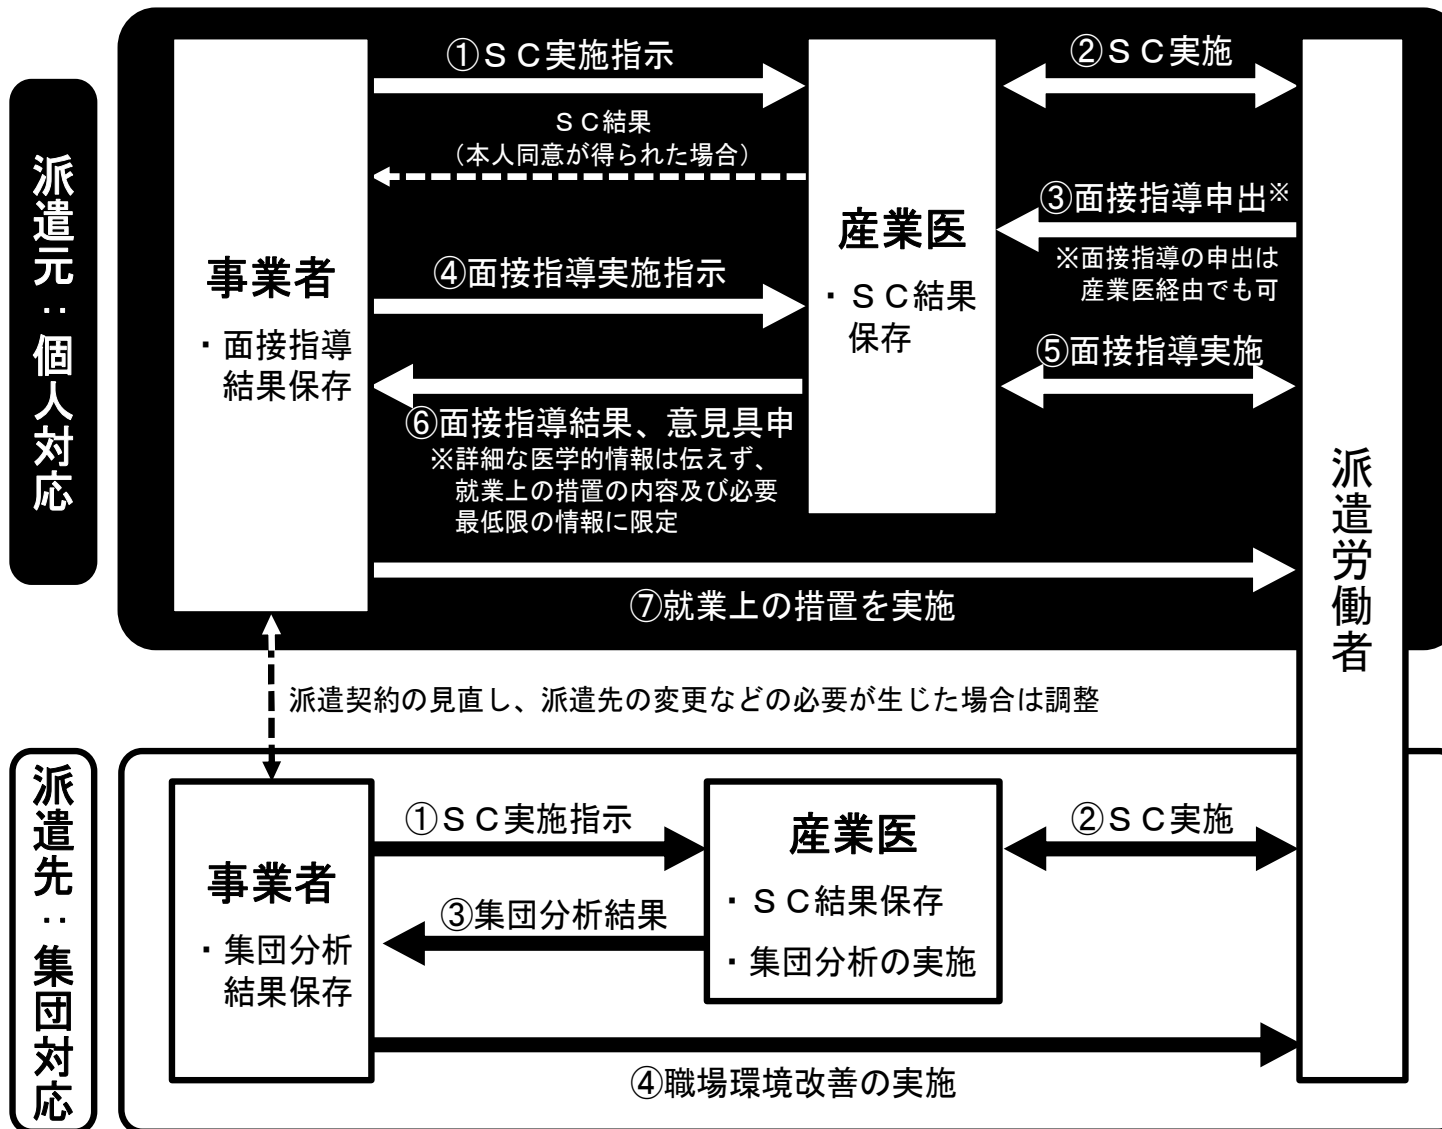 派遣元：個人対応
事業者
・面接指導
結果保存
①ＳＣ実施指示
ＳＣ結果
（本人同意が得られた場合）
④面接指導実施指示
⑥面接指導結果、意見具申
※詳細な医学的情報は伝えず、
就業上の措置の内容及び必要
最低限の情報に限定
産業医
・ＳＣ結果
保存
②ＳＣ実施
③面接指導申出※
※面接指導の申出は
産業医経由でも可
⑤面接指導実施
⑦就業上の措置を実施
派遣労働者
派遣契約の見直し、派遣先の変更などの必要が生じた場合は調整
派遣先：集団対応
事業者
・集団分析
結果保存
①ＳＣ実施指示
③集団分析結果
産業医
・ＳＣ結果保存
・集団分析の実施
②ＳＣ実施
④職場環境改善の実施